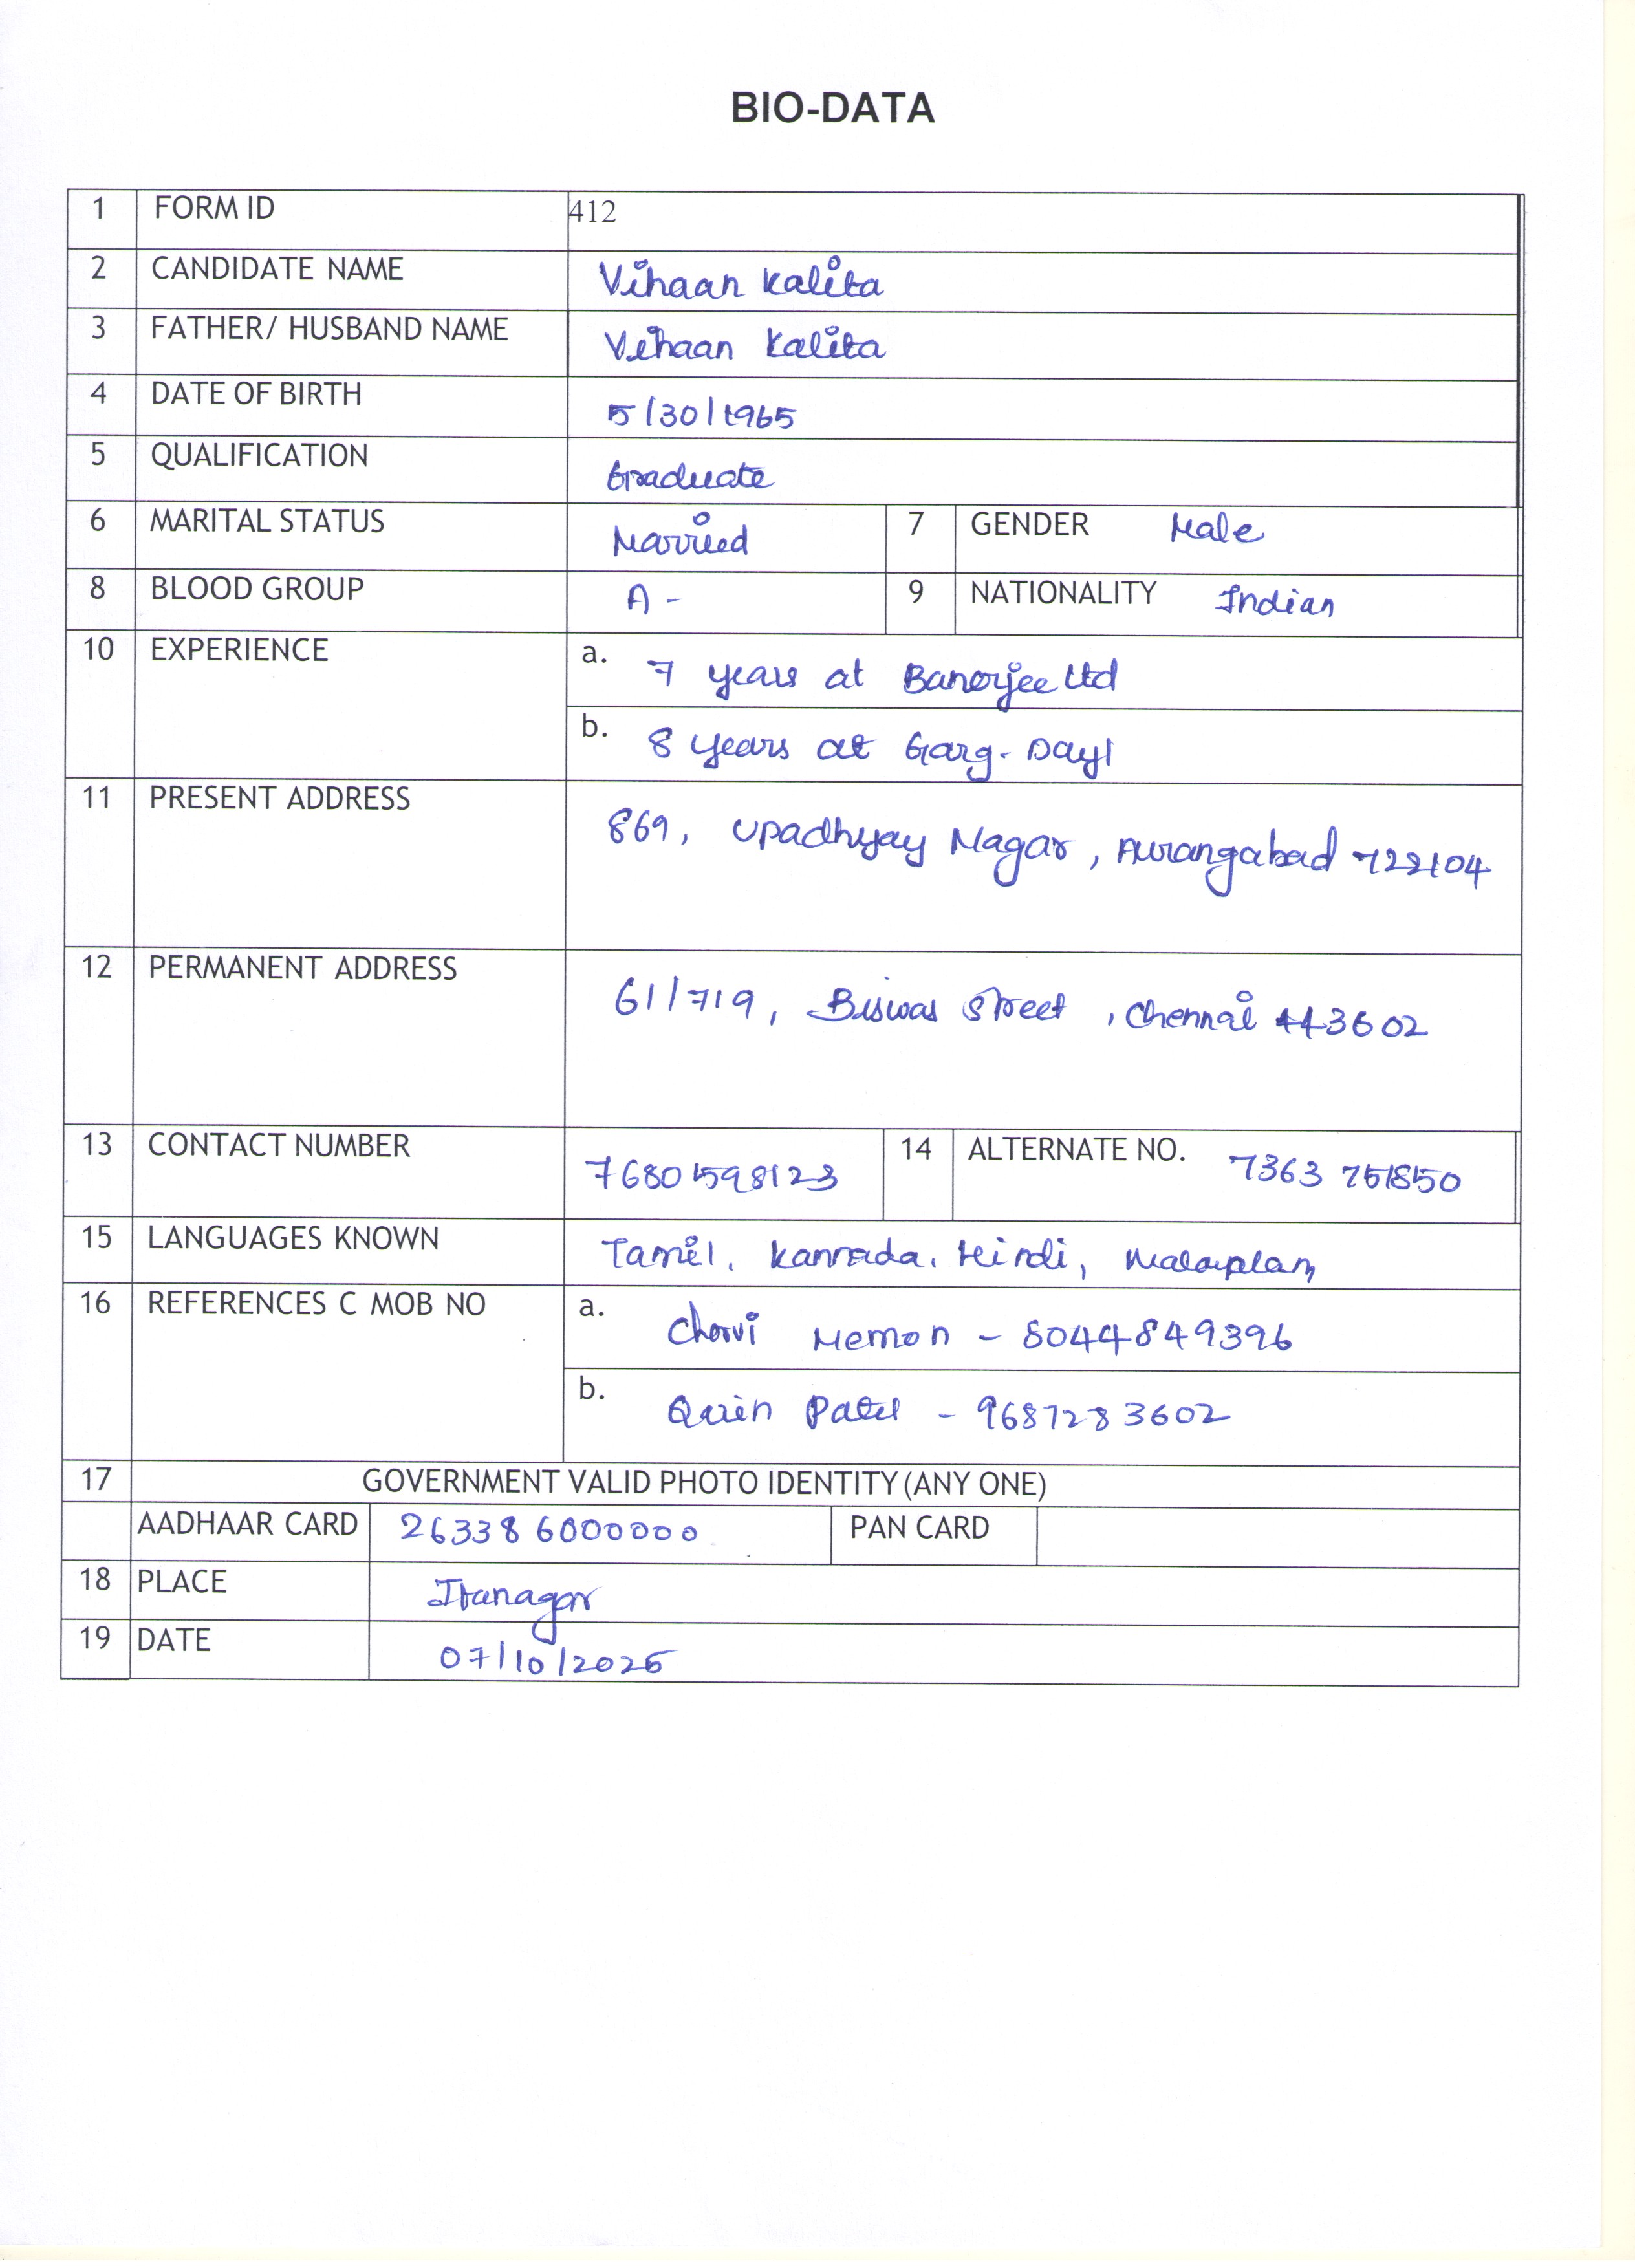 BIO-DATA
1 FORM ID 412
2 CANDIDATE NAME Vihaan Kalita
3 FATHER/ HUSBAND NAME Vihaan Kalita
4 DATE OF BIRTH 5/30/1965
5 QUALIFICATION Graduate
6 MARITAL STATUS Married 7 GENDER Male
8 BLOOD GROUP A- 9 NATIONALITY Indian
10 EXPERIENCE a. 7 years at Banerjee Ltd
b. 8 years at Garg-Dayl
11 PRESENT ADDRESS 869, Upadhyay Nagar, Aurangabad 722104
12 PERMANENT ADDRESS 61/719, Biswas Street, Chennai 443602
13 CONTACT NUMBER 7680598123 14 ALTERNATE NO. 7363751850
15 LANGUAGES KNOWN Tamil, Kannada, Hindi, Malayalam
16 REFERENCES C MOB NO a. Charvi Memon - 8044849396
b. Patel - 9687283602
17 GOVERNMENT VALID PHOTO IDENTITY (ANY ONE)
AADHAAR CARD 263386000000 PAN CARD
18 PLACE Itanagar
19 DATE 07/10/2025